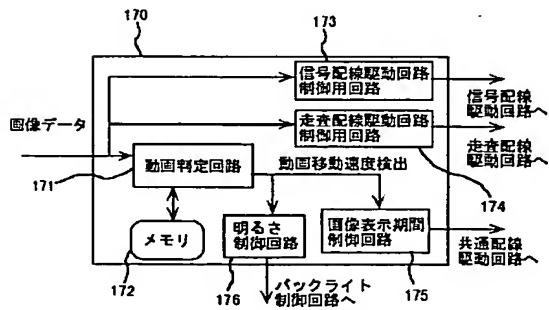 170
173
信号配線駆動回路
制御用回路
信号配線
駆動回路へ
画像データ
走査配線駆動回路
制御用回路
走査配線
駆動回路へ
動画判定回路
動画移動速度検出
171
174
メモリ
明るさ
制御回路
画像表示期間
制御回路
共通配線
駆動回路へ
172
176
175
バックライト
制御回路へ